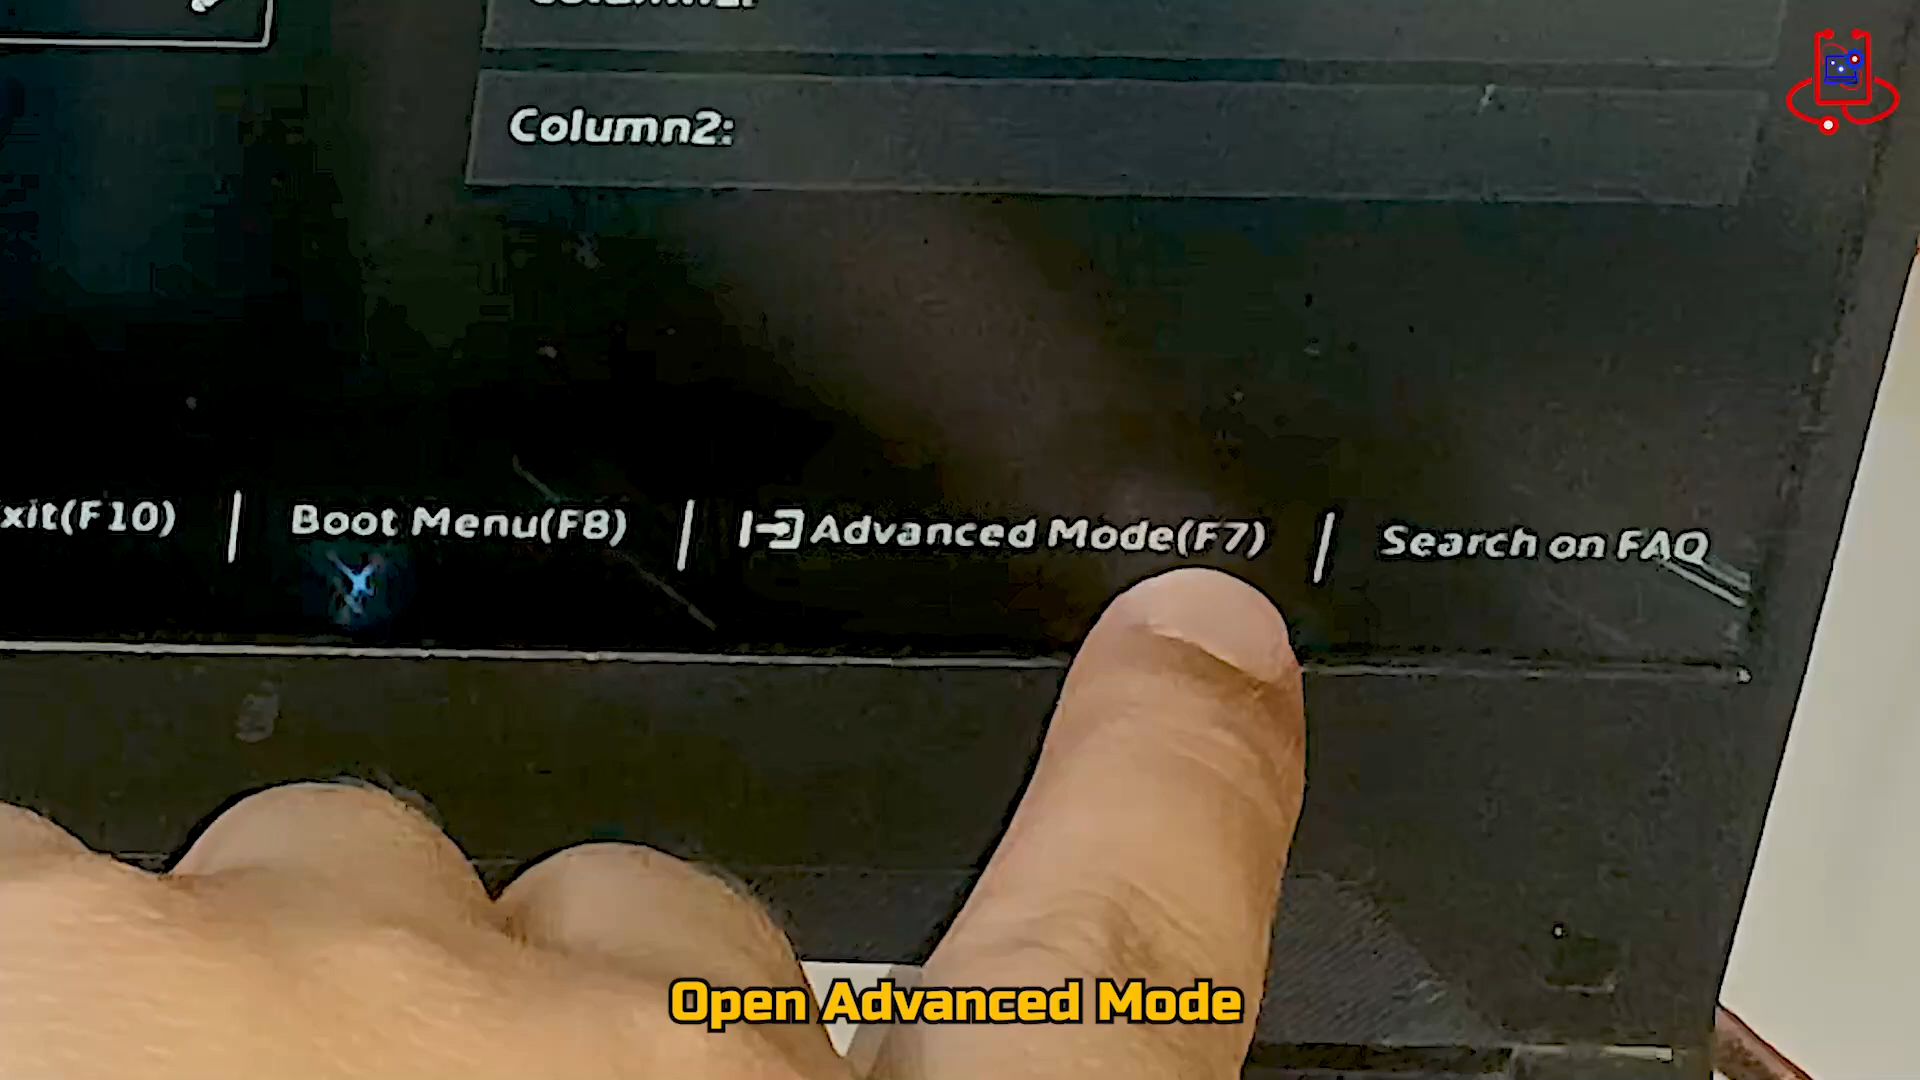 Column2:
xit(F10) | Boot Menu(F8) | Advanced Mode(F7) | Search on FAQ
Open Advanced Mode